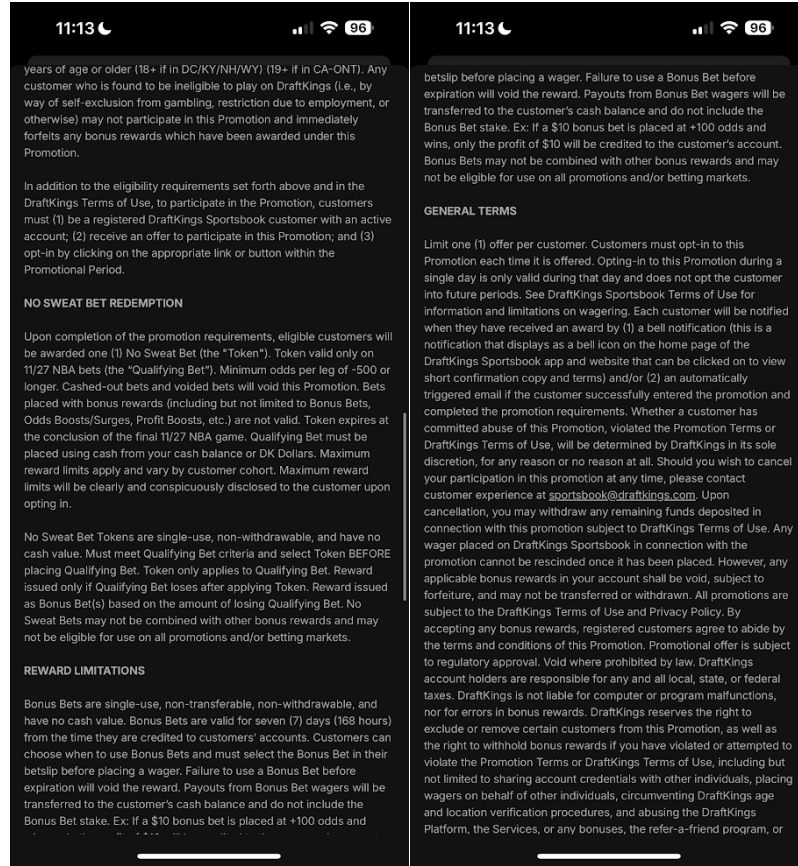 11:13
96
years of age or older (18+ if in DC/KY/NH/WY) (19+ if in CA-ONT). Any
customer who is found to be ineligible to play on DraftKings (i.e., by
way of self-exclusion from gambling, restriction due to employment, or
otherwise) may not participate in this Promotion and immediately
forfeits any bonus rewards which have been awarded under this
Promotion.
In addition to the eligibility requirements set forth above and in the
DraftKings Terms of Use, to participate in the Promotion, customers
must (1) be a registered DraftKings Sportsbook customer with an active
account; (2) receive an offer to participate in this Promotion; and (3)
opt-in by clicking on the appropriate link or button within the
Promotional Period.
NO SWEAT BET REDEMPTION
Upon completion of the promotion requirements, eligible customers will
be awarded one (1) No Sweat Bet (the "Token"). Token valid only on
11/27 NBA bets (the “Qualifying Bet”). Minimum odds per leg of -500 or
longer. Cashed-out bets and voided bets will void this Promotion. Bets
placed with bonus rewards (including but not limited to Bonus Bets,
Odds Boosts/Surges, Profit Boosts, etc.) are not valid. Token expires at
the conclusion of the final 11/27 NBA game. Qualifying Bet must be
placed using cash from your cash balance or DK Dollars. Maximum
reward limits apply and vary by customer cohort. Maximum reward
limits will be clearly and conspicuously disclosed to the customer upon
opting in.
No Sweat Bet Tokens are single-use, non-withdrawable, and have no
cash value. Must meet Qualifying Bet criteria and select Token BEFORE
placing Qualifying Bet. Token only applies to Qualifying Bet. Reward
issued only if Qualifying Bet loses after applying Token. Reward issued
as Bonus Bet(s) based on the amount of losing Qualifying Bet. No
Sweat Bets may not be combined with other bonus rewards and may
not be eligible for use on all promotions and/or betting markets.
REWARD LIMITATIONS
Bonus Bets are single-use, non-transferable, non-withdrawable, and
have no cash value. Bonus Bets are valid for seven (7) days (168 hours)
from the time they are credited to customers’ accounts. Customers can
choose when to use Bonus Bets and must select the Bonus Bet in their
betslip before placing a wager. Failure to use a Bonus Bet before
expiration will void the reward. Payouts from Bonus Bet wagers will be
transferred to the customer’s cash balance and do not include the
Bonus Bet stake. Ex: If a $10 bonus bet is placed at +100 odds and
11:13
96
betslip before placing a wager. Failure to use a Bonus Bet before
expiration will void the reward. Payouts from Bonus Bet wagers will be
transferred to the customer’s cash balance and do not include the
Bonus Bet stake. Ex: If a $10 bonus bet is placed at +100 odds and
wins, only the profit of $10 will be credited to the customer’s account.
Bonus Bets may not be combined with other bonus rewards and may
not be eligible for use on all promotions and/or betting markets.
GENERAL TERMS
Limit one (1) offer per customer. Customers must opt-in to this
Promotion each time it is offered. Opting-in to this Promotion during a
single day is only valid during that day and does not opt the customer
into future periods. See DraftKings Sportsbook Terms of Use for
information and limitations on wagering. Each customer will be notified
when they have received an award by (1) a bell notification (this is a
notification that displays as a bell icon on the home page of the
DraftKings Sportsbook app and website that can be clicked on to view
short confirmation copy and terms) and/or (2) an automatically
triggered email if the customer successfully entered the promotion and
completed the promotion requirements. Whether a customer has
committed abuse of this Promotion, violated the Promotion Terms or
DraftKings Terms of Use, will be determined by DraftKings in its sole
discretion, for any reason or no reason at all. Should you wish to cancel
your participation in this promotion at any time, please contact
customer experience at sportsbook@draftkings.com. Upon
cancellation, you may withdraw any remaining funds deposited in
connection with this promotion subject to DraftKings Terms of Use. Any
wager placed on DraftKings Sportsbook in connection with the
promotion cannot be rescinded once it has been placed. However, any
applicable bonus rewards in your account shall be void, subject to
forfeiture, and may not be transferred or withdrawn. All promotions are
subject to the DraftKings Terms of Use and Privacy Policy. By
accepting any bonus rewards, registered customers agree to abide by
the terms and conditions of this Promotion. Promotional offer is subject
to regulatory approval. Void where prohibited by law. DraftKings
account holders are responsible for any and all local, state, or federal
taxes. DraftKings is not liable for computer or program malfunctions,
nor for errors in bonus rewards. DraftKings reserves the right to
exclude or remove certain customers from this Promotion, as well as
the right to withhold bonus rewards if you have violated or attempted to
violate the Promotion Terms or DraftKings Terms of Use, including but
not limited to sharing account credentials with other individuals, placing
wagers on behalf of other individuals, circumventing DraftKings age
and location verification procedures, and abusing the DraftKings
Platform, the Services, or any bonuses, the refer-a-friend program, or